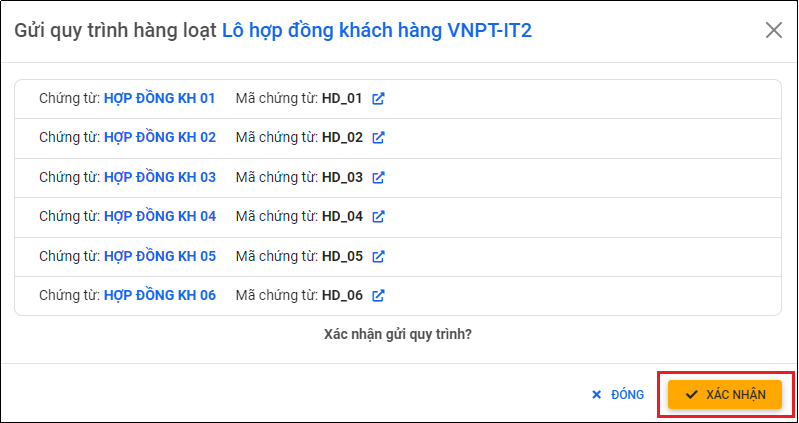 Gửi quy trình hàng loạt Lô hợp đồng khách hàng VNPT-IT2
Chứng từ: HỢP ĐỒNG KH 01 Mã chứng từ: HD_01
Chứng từ: HỢP ĐỒNG KH 02 Mã chứng từ: HD_02
Chứng từ: HỢP ĐỒNG KH 03 Mã chứng từ: HD_03
Chứng từ: HỢP ĐỒNG KH 04 Mã chứng từ: HD_04
Chứng từ: HỢP ĐỒNG KH 05 Mã chứng từ: HD_05
Chứng từ: HỢP ĐỒNG KH 06 Mã chứng từ: HD_06
Xác nhận gửi quy trình?
ĐÓNG XÁC NHẬN